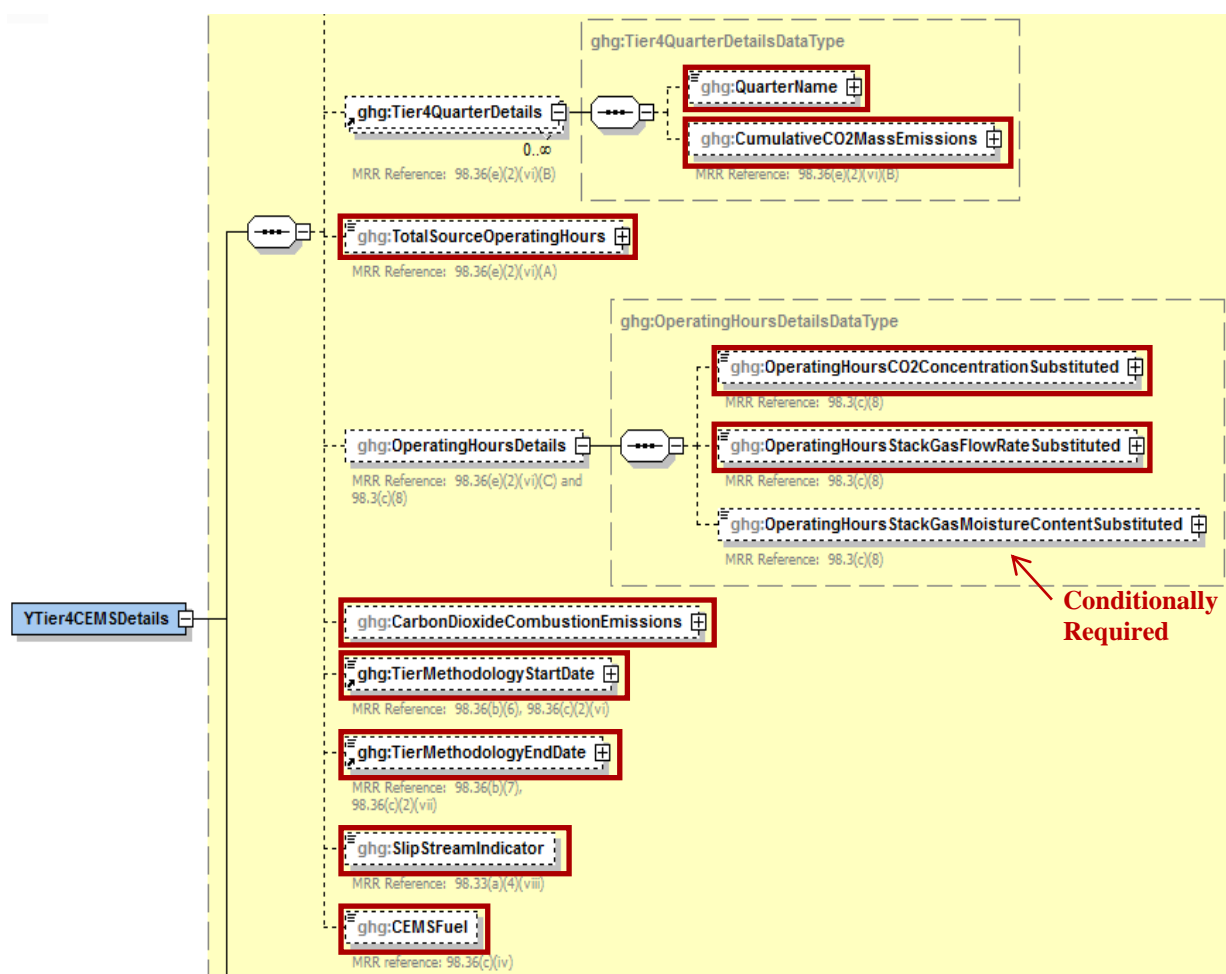 ghg:Tier4QuarterDetailsDataType
ghg:QuarterName
ghg:Tier4QuarterDetails
0..∞
ghg:CumulativeCO2MassEmissions
MRR Reference: 98.36(e)(2)(vi)(B)
MRR Reference: 98.36(e)(2)(vi)(B)
ghg:TotalSourceOperatingHours
MRR Reference: 98.36(e)(2)(vi)(A)
ghg:OperatingHoursDetailsDataType
ghg:OperatingHoursCO2ConcentrationSubstituted
MRR Reference: 98.3(c)(8)
ghg:OperatingHoursDetails
ghg:OperatingHoursStackGasFlowRateSubstituted
MRR Reference: 98.36(e)(2)(vi)(C) and
98.3(c)(8)
MRR Reference: 98.3(c)(8)
ghg:OperatingHoursStackGasMoistureContentSubstituted
MRR Reference: 98.3(c)(8)
Conditionally
Required
YTier4CEMSDetails
ghg:CarbonDioxideCombustionEmissions
ghg:TierMethodologyStartDate
MRR Reference: 98.36(b)(6), 98.36(c)(2)(vi)
ghg:TierMethodologyEndDate
MRR Reference: 98.36(b)(7),
98.36(c)(2)(vii)
ghg:SlipStreamIndicator
MRR Reference: 98.33(a)(4)(viii)
ghg:CEMSFuel
MRR reference: 98.36(c)(iv)